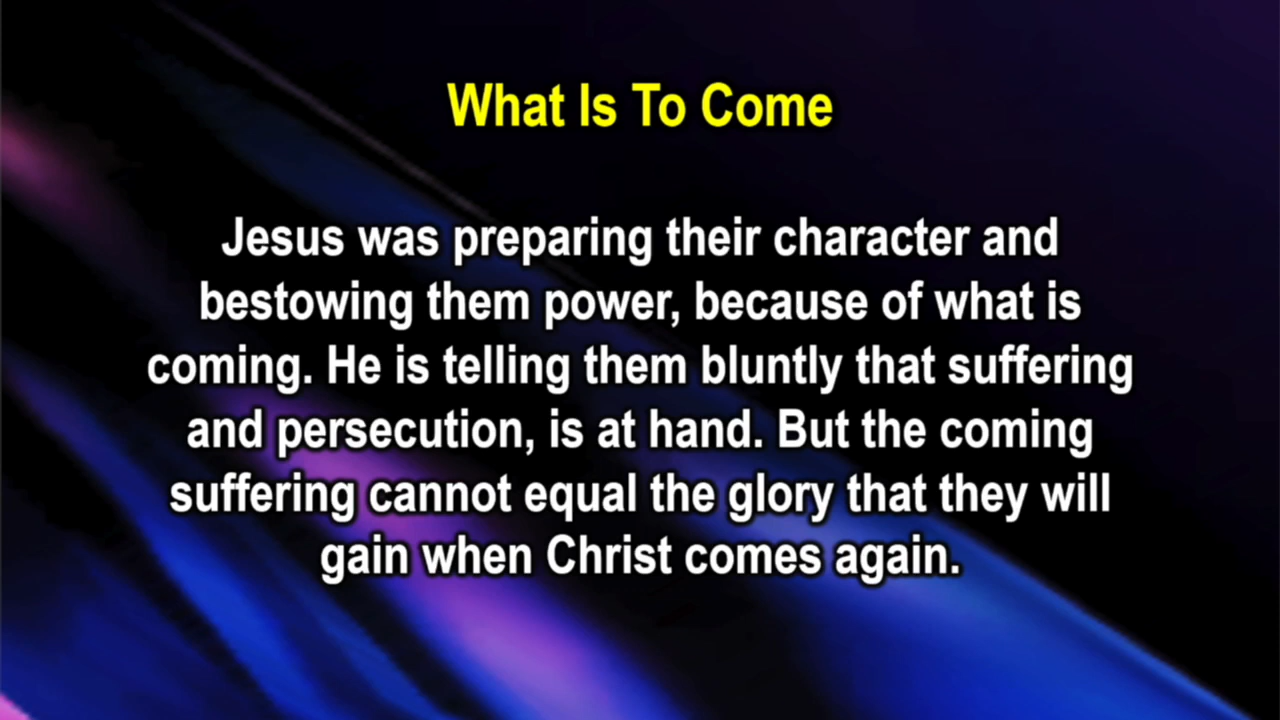 What Is To Come
Jesus was preparing their character and
bestowing them power, because of what is
coming. He is telling them bluntly that suffering
and persecution, is at hand. But the coming
suffering cannot equal the glory that they will
gain when Christ comes again.